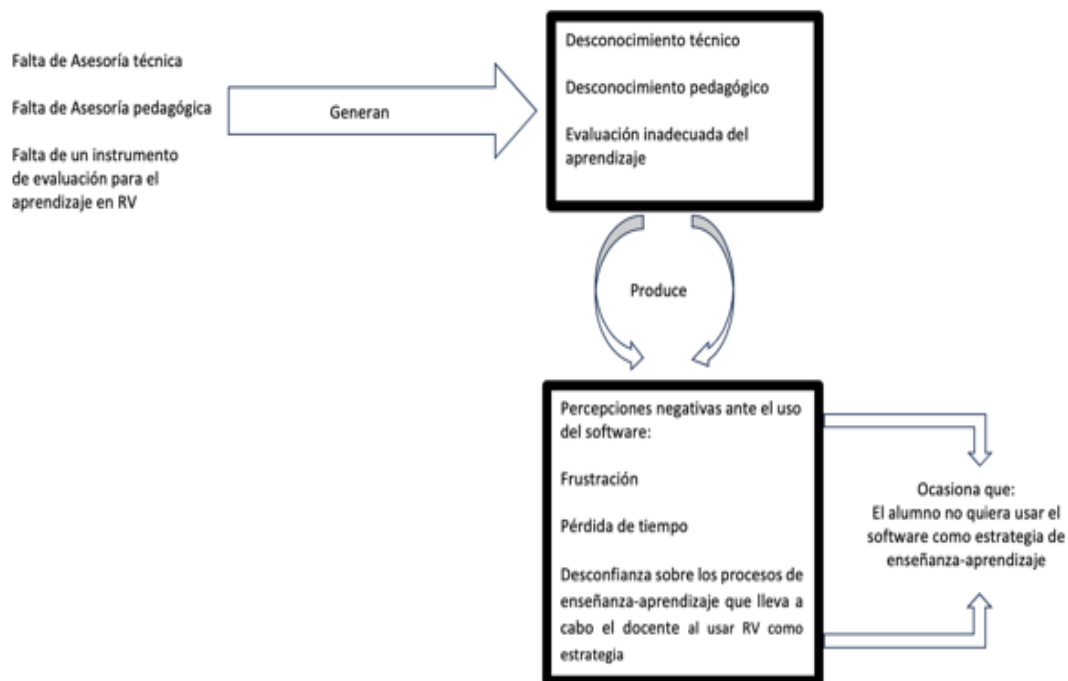 Falta de Asesoría técnica
Falta de Asesoría pedagógica
Falta de un instrumento
de evaluación para el
aprendizaje en RV
Generan
Desconocimiento técnico
Desconocimiento pedagógico
Evaluación inadecuada del
aprendizaje
Produce
Percepciones negativas ante el uso
del software:
Frustración
Pérdida de tiempo
Desconfianza sobre los procesos de
enseñanza-aprendizaje que lleva a
cabo el docente al usar RV como
estrategia
Ocasiona que:
El alumno no quiera usar el
software como estrategia de
enseñanza-aprendizaje